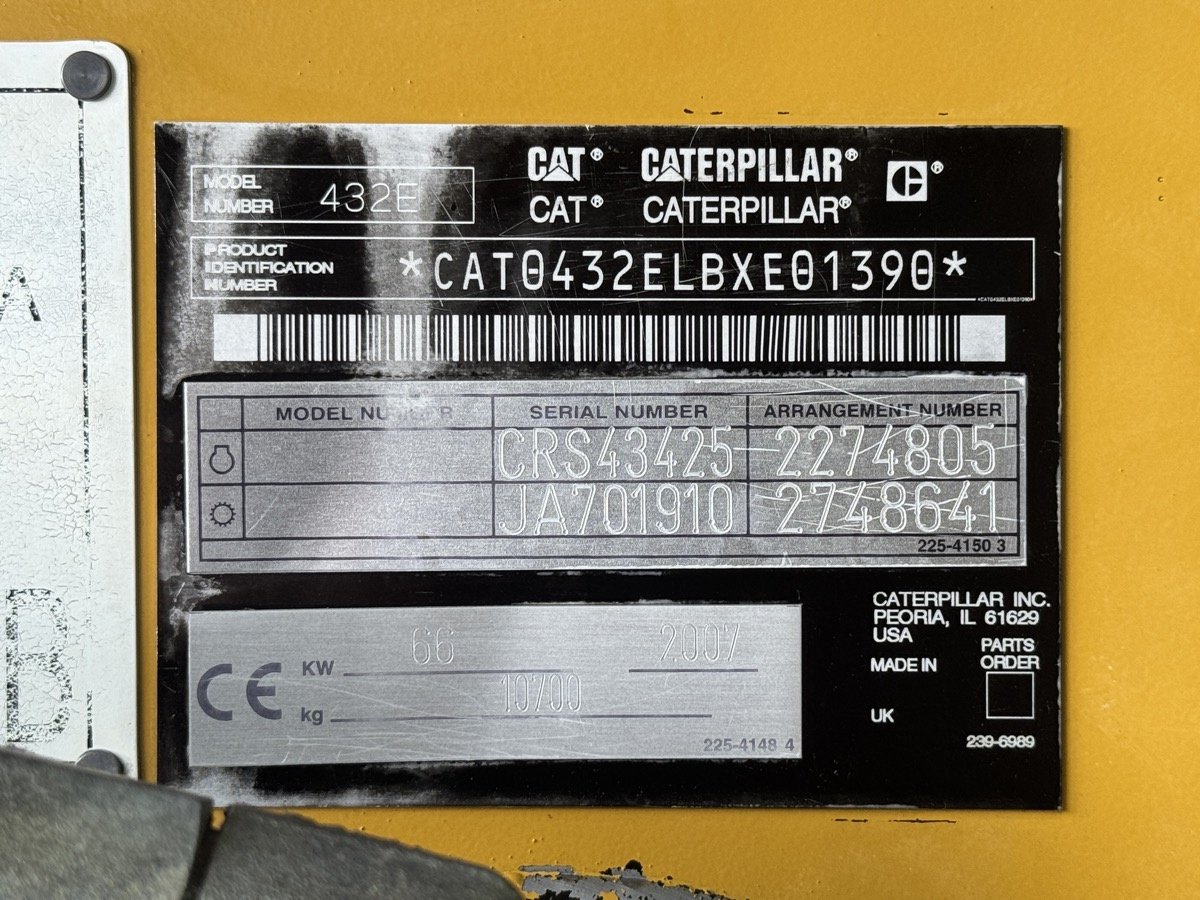 CAT® CATERPILLAR® C®
CAT® CATERPILLAR®
MODEL NUMBER 432E
PRODUCT IDENTIFICATION NUMBER *CAT0432ELBXE01390*
*CAT0432ELBXE01390*
MODEL NUMBER SERIAL NUMBER ARRANGEMENT NUMBER
CRS43425 2274805
JA701910 2748641
225-4150 3
CE KW 66 2007
kg 10700
225-4148 4
CATERPILLAR INC.
PEORIA, IL 61629
USA
MADE IN
UK
PARTS
ORDER
239-6989
A
B